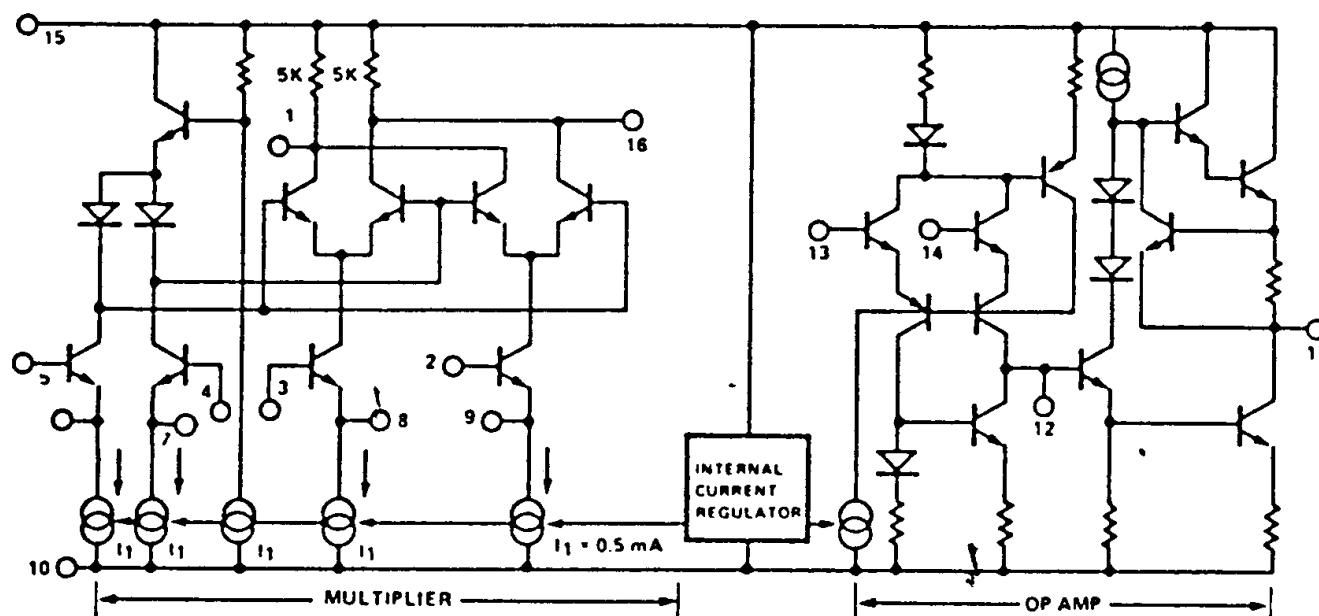 15
5K
5K
1
16
13
14
5
4
3
2
12
7
8
9
INTERNAL
CURRENT
REGULATOR
I1
I1
I1
I1
I1 = 0.5 mA
10
MULTIPLIER
OP AMP